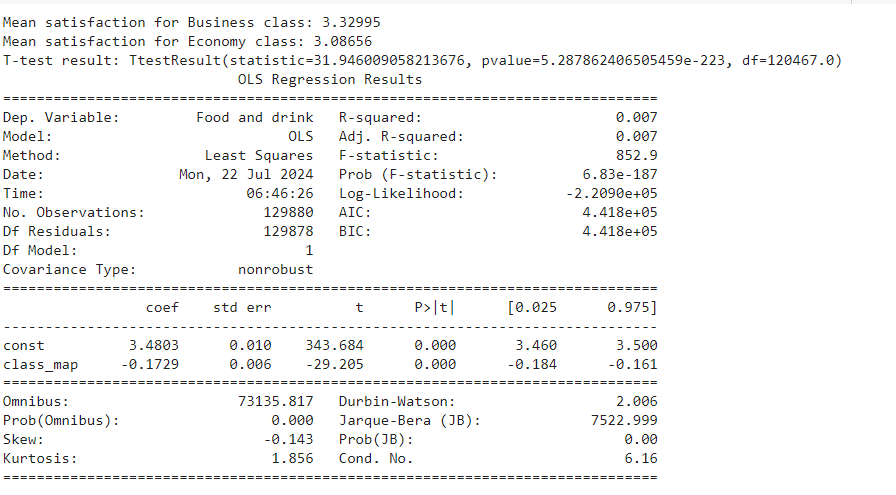 Mean satisfaction for Business class: 3.32995
Mean satisfaction for Economy class: 3.08656
T-test result: TtestResult(statistic=31.946009058213676, pvalue=5.287862406505459e-223, df=120467.0)
                            OLS Regression Results
==============================================================================
Dep. Variable:         Food and drink   R-squared:                       0.007
Model:                            OLS   Adj. R-squared:                  0.007
Method:                 Least Squares   F-statistic:                     852.9
Date:                Mon, 22 Jul 2024   Prob (F-statistic):          6.83e-187
Time:                        06:46:26   Log-Likelihood:            -2.2090e+05
No. Observations:              129880   AIC:                         4.418e+05
Df Residuals:                  129878   BIC:                         4.418e+05
Df Model:                           1
Covariance Type:            nonrobust
==============================================================================
                 coef    std err          t      P>|t|      [0.025      0.975]
------------------------------------------------------------------------------
const          3.4803      0.010    343.684      0.000       3.460       3.500
class_map     -0.1729      0.006    -29.205      0.000      -0.184      -0.161
==============================================================================
Omnibus:                    73135.817   Durbin-Watson:                   2.006
Prob(Omnibus):                  0.000   Jarque-Bera (JB):             7522.999
Skew:                          -0.143   Prob(JB):                         0.00
Kurtosis:                       1.856   Cond. No.                         6.16
==============================================================================